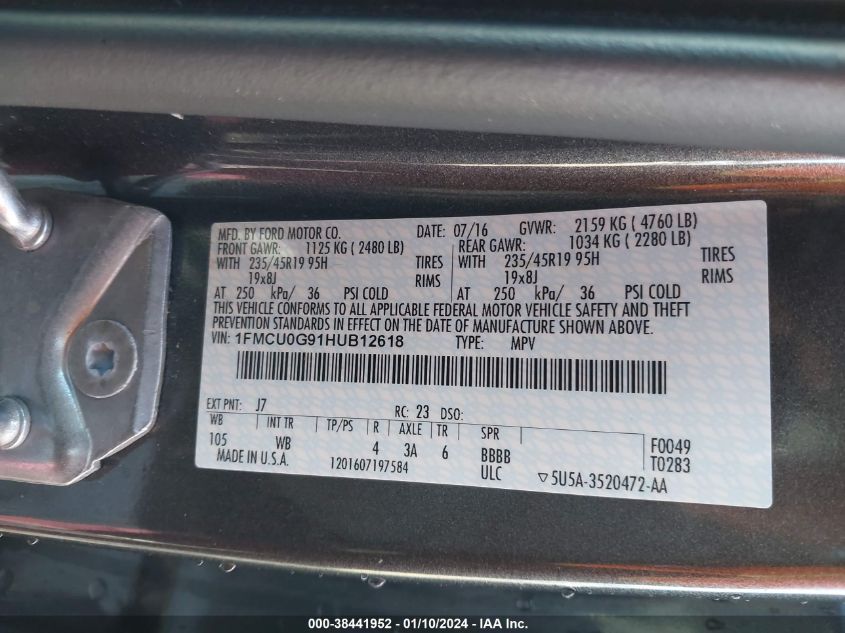 MFD. BY FORD MOTOR CO. DATE: 07/16 GVWR: 2159 KG ( 4760 LB)
FRONT GAWR: 1125 KG ( 2480 LB) REAR GAWR: 1034 KG ( 2280 LB)
WITH 235/45R19 95H TIRES WITH 235/45R19 95H TIRES
19x8J RIMS 19x8J RIMS
AT 250 kPa/ 36 PSI COLD AT 250 kPa/ 36 PSI COLD
THIS VEHICLE CONFORMS TO ALL APPLICABLE FEDERAL MOTOR VEHICLE SAFETY AND THEFT
PREVENTION STANDARDS IN EFFECT ON THE DATE OF MANUFACTURE SHOWN ABOVE.
VIN: 1FMCU0G91HUB12618 TYPE: MPV
EXT PNT: J7 RC: 23 DSO:
WB INT TR TP/PS R AXLE TR SPR
105 WB 4 3A 6 BBBB F0049
MADE IN U.S.A. 1201607197584 ULC T0283
▽5U5A-3520472-AA
000-38441952 / 01/10/2024 - IAA Inc.